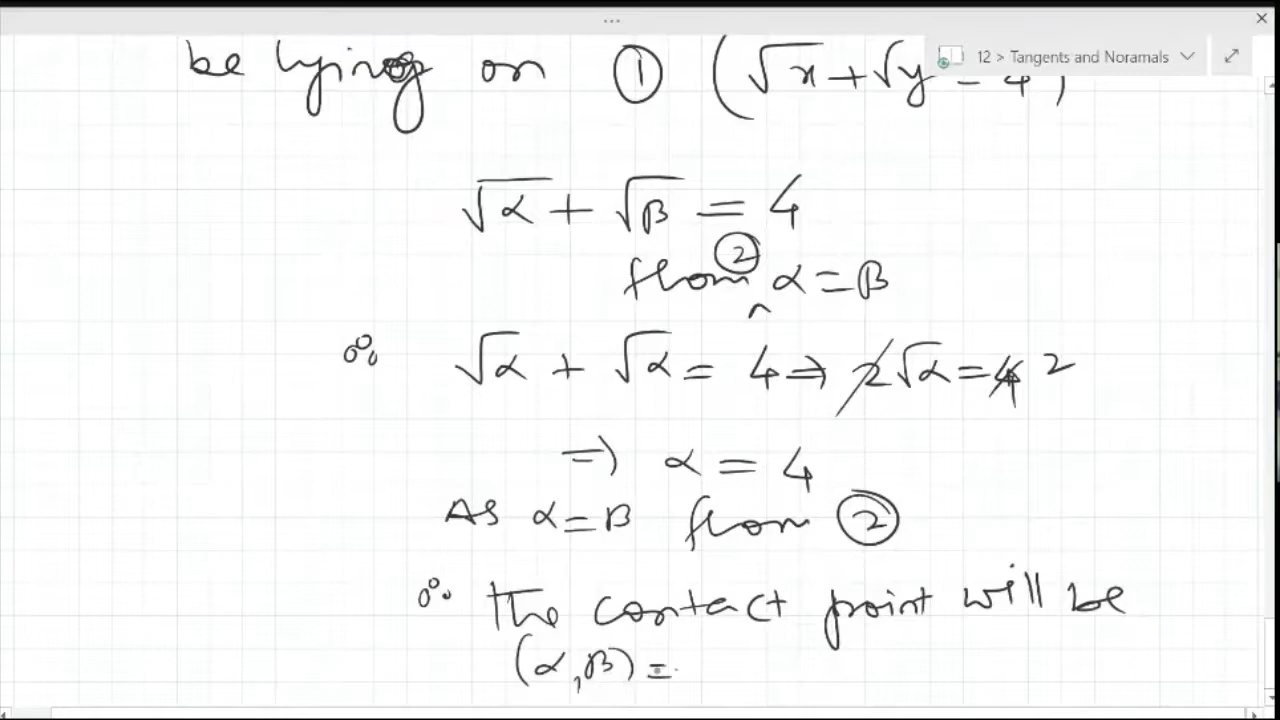 ...
12 > Tangents and Noramals
be lying on ① (√x + √y = 4)
√α + √β = 4
from ② α = β
∴ √α + √α = 4 ⇒ 2√α = 4 2
⇒ α = 4
As α = β from ②
∴ The contact point will be
(α, β) =